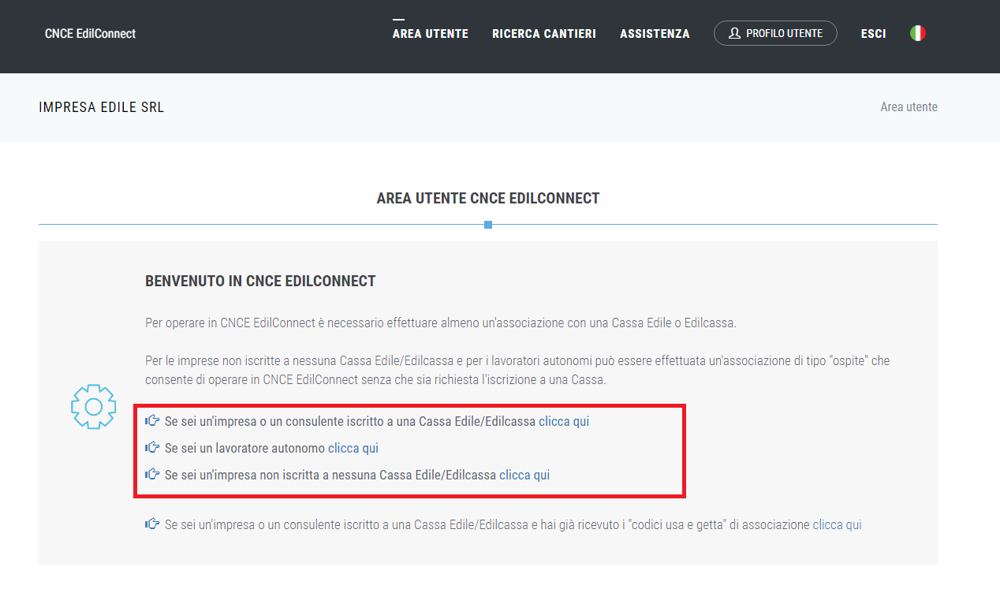 CNCE EdilConnect
AREA UTENTE
RICERCA CANTIERI
ASSISTENZA
PROFILO UTENTE
ESCI
IMPRESA EDILE SRL
Area utente
AREA UTENTE CNCE EDILCONNECT
BENVENUTO IN CNCE EDILCONNECT
Per operare in CNCE EdilConnect è necessario effettuare almeno un'associazione con una Cassa Edile o Edilcassa.
Per le imprese non iscritte a nessuna Cassa Edile/Edilcassa e per i lavoratori autonomi può essere effettuata un'associazione di tipo "ospite" che
consente di operare in CNCE EdilConnect senza che sia richiesta l'iscrizione a una Cassa.
Se sei un'impresa o un consulente iscritto a una Cassa Edile/Edilcassa clicca qui
Se sei un lavoratore autonomo clicca qui
Se sei un'impresa non iscritta a nessuna Cassa Edile/Edilcassa clicca qui
Se sei un'impresa o un consulente iscritto a una Cassa Edile/Edilcassa e hai già ricevuto i "codici usa e getta" di associazione clicca qui